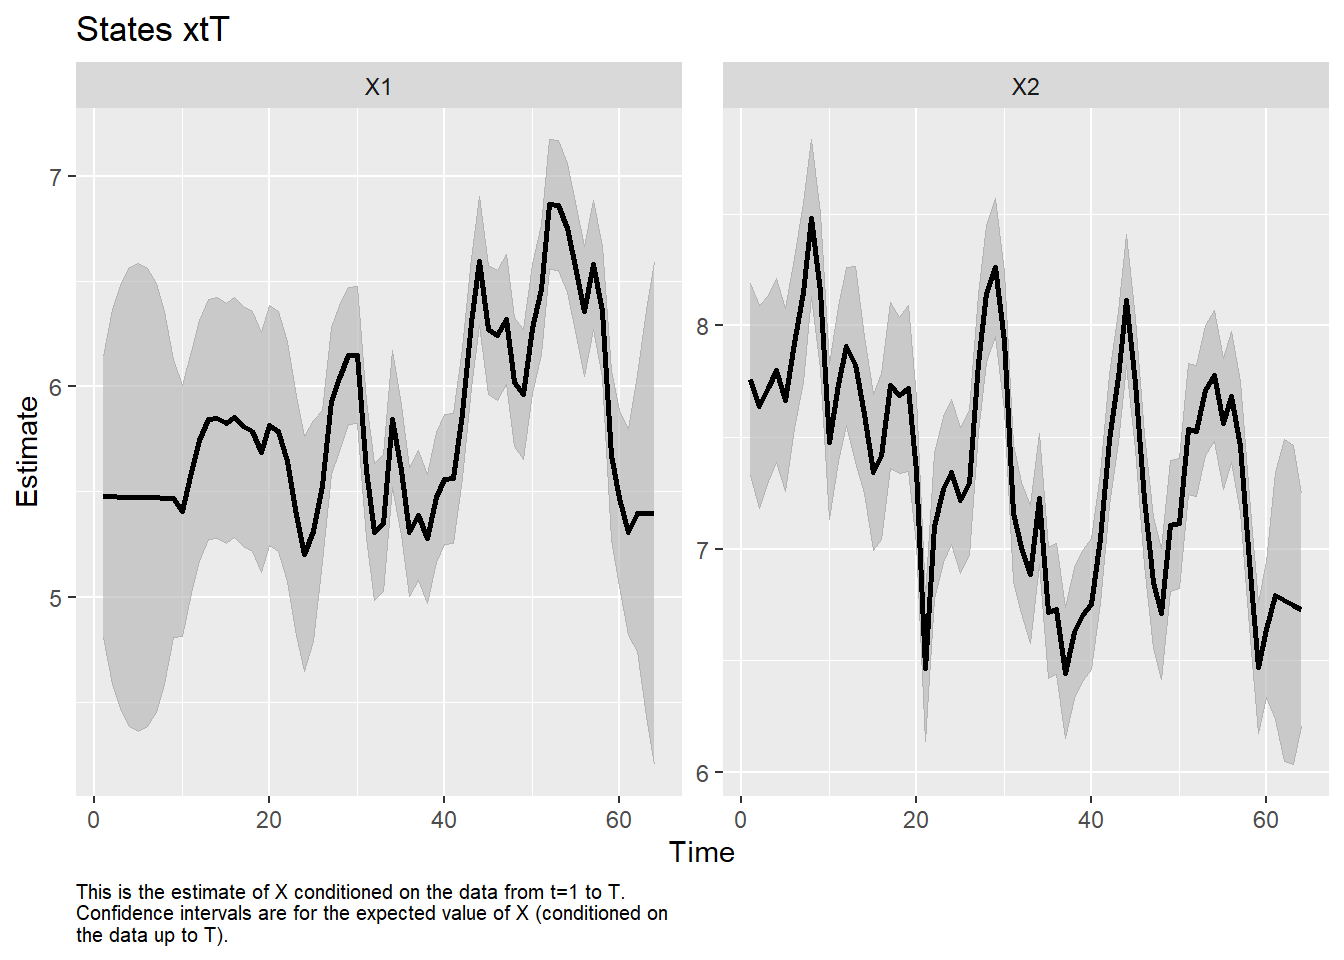 States xtT
X1
X2
Estimate
7
6
5
8
7
6
0 20 40 60
0 20 40 60
Time
This is the estimate of X conditioned on the data from t=1 to T.
Confidence intervals are for the expected value of X (conditioned on
the data up to T).